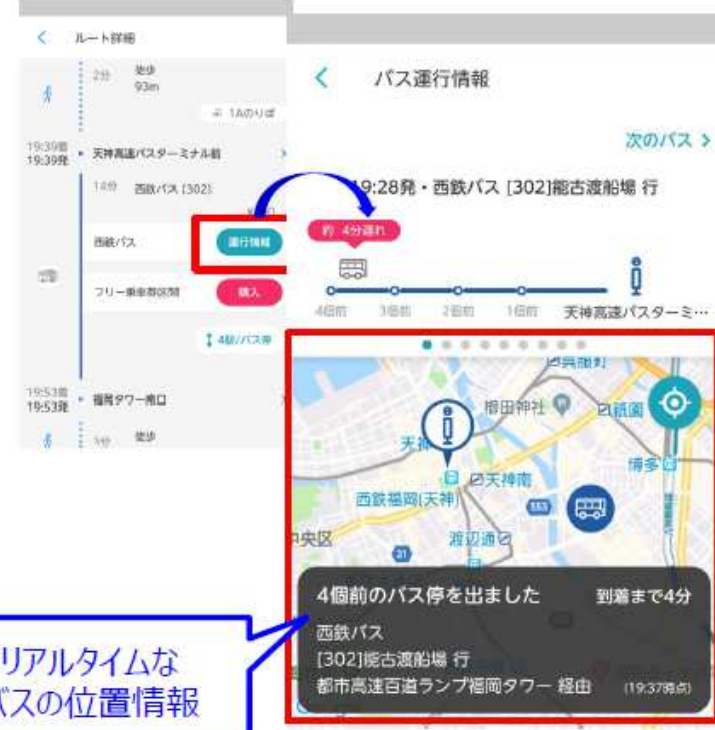 ルート詳細
2分 徒歩
93m
1Aのりば
19:39着
19:39発 天神高速バスターミナル前
14分 西鉄バス [302]
西鉄バス 運行情報
フリー乗車券区間 購入
4駅/バス停
19:53着
19:53発 福岡タワー南口
徒歩
バス運行情報
次のバス >
9:28発・西鉄バス [302]能古渡船場 行
約 4分遅れ
4個前 3個前 2個前 1個前 天神高速バスターミ…
櫛田神社 祇園
天神
博多
天神南
西鉄福岡(天神)
553
中央区
渡辺通
31
4個前のバス停を出ました 到着まで4分
西鉄バス
[302]能古渡船場 行
都市高速百道ランプ福岡タワー 経由 (19:37時点)
リアルタイムな
バスの位置情報